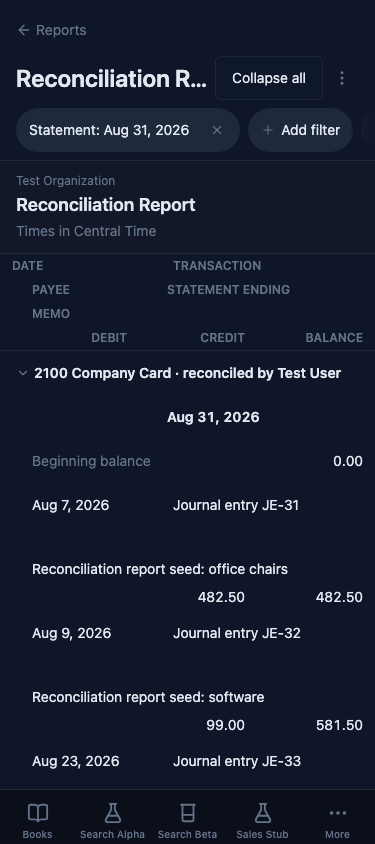 Reports
Reconciliation R...
Collapse all
Statement: Aug 31, 2026
Add filter
Test Organization
Reconciliation Report
Times in Central Time
DATE TRANSACTION
PAYEE STATEMENT ENDING
MEMO
DEBIT CREDIT BALANCE
2100 Company Card · reconciled by Test User
Aug 31, 2026
Beginning balance 0.00
Aug 7, 2026 Journal entry JE-31
Reconciliation report seed: office chairs
482.50 482.50
Aug 9, 2026 Journal entry JE-32
Reconciliation report seed: software
99.00 581.50
Aug 23, 2026 Journal entry JE-33
Books Search Alpha Search Beta Sales Stub More